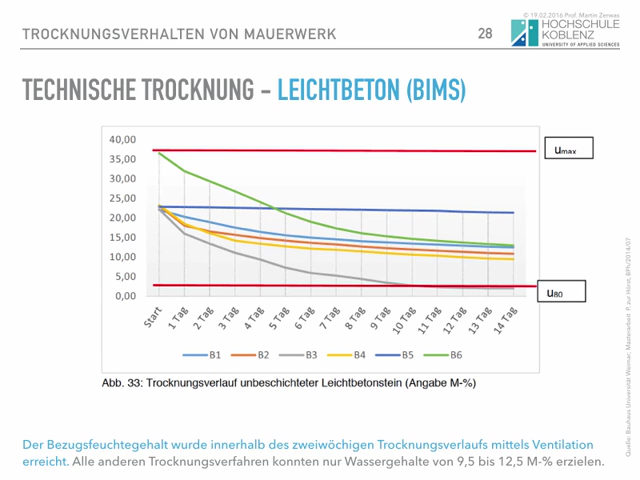 © 19.02.2016 Prof. Martin Zerwas
TROCKNUNGSVERHALTEN VON MAUERWERK
28
HOCHSCHULE
KOBLENZ
UNIVERSITY OF APPLIED SCIENCES
TECHNISCHE TROCKNUNG – LEICHTBETON (BIMS)
40,00
35,00
30,00
25,00
20,00
15,00
10,00
5,00
0,00
umax
u80
Start
1 Tag
2 Tag
3 Tag
4 Tag
5 Tag
6 Tag
7 Tag
8 Tag
9 Tag
10 Tag
11 Tag
12 Tag
13 Tag
14 Tag
B1 B2 B3 B4 B5 B6
Abb. 33: Trocknungsverlauf unbeschichteter Leichtbetonstein (Angabe M-%)
Der Bezugsfeuchtegehalt wurde innerhalb des zweiwöchigen Trocknungsverlaufs mittels Ventilation
erreicht. Alle anderen Trocknungsverfahren konnten nur Wassergehalte von 9,5 bis 12,5 M-% erzielen.
Quelle: Bauhaus Universität Weimar, Masterarbeit